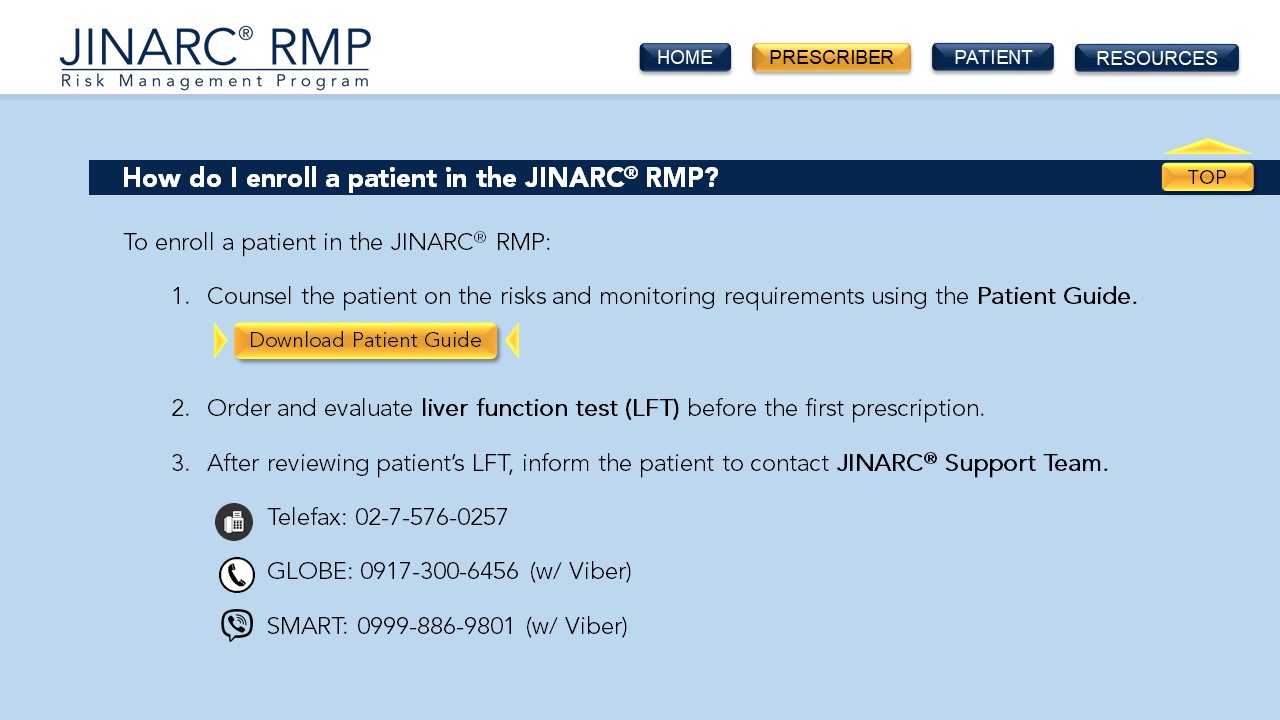 JINARC® RMP
Risk Management Program
HOME
PRESCRIBER
PATIENT
RESOURCES
How do I enroll a patient in the JINARC® RMP?
TOP
To enroll a patient in the JINARC® RMP:
1. Counsel the patient on the risks and monitoring requirements using the Patient Guide.
Download Patient Guide
2. Order and evaluate liver function test (LFT) before the first prescription.
3. After reviewing patient’s LFT, inform the patient to contact JINARC® Support Team.
Telefax: 02-7-576-0257
GLOBE: 0917-300-6456 (w/ Viber)
SMART: 0999-886-9801 (w/ Viber)